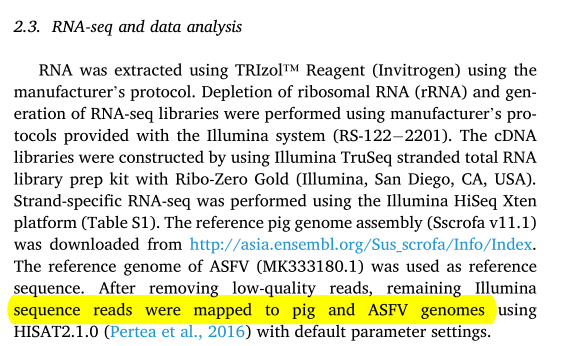 2.3. RNA-seq and data analysis
RNA was extracted using TRIzol™ Reagent (Invitrogen) using the
manufacturer's protocol. Depletion of ribosomal RNA (rRNA) and gen-
eration of RNA-seq libraries were performed using manufacturer's pro-
tocols provided with the Illumina system (RS-122−2201). The cDNA
libraries were constructed by using Illumina TruSeq stranded total RNA
library prep kit with Ribo-Zero Gold (Illumina, San Diego, CA, USA).
Strand-specific RNA-seq was performed using the Illumina HiSeq Xten
platform (Table S1). The reference pig genome assembly (Sscrofa v11.1)
was downloaded from http://asia.ensembl.org/Sus_scrofa/Info/Index.
The reference genome of ASFV (MK333180.1) was used as reference
sequence. After removing low-quality reads, remaining Illumina
sequence reads were mapped to pig and ASFV genomes using
HISAT2.1.0 (Pertea et al., 2016) with default parameter settings.